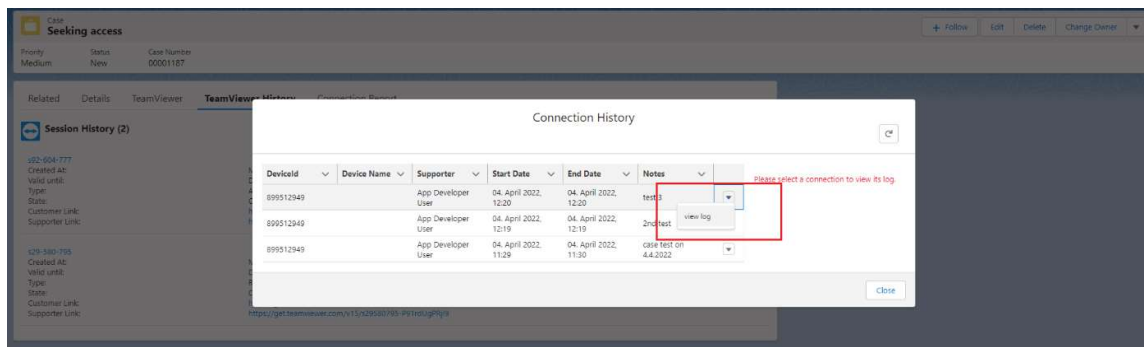 Case
Seeking access
+ Follow
Edit
Delete
Change Owner
Priority
Status
Case Number
Medium
New
00001187
Related
Details
TeamViewer
TeamViewer History
Connection Report
Session History (2)
s92-604-777
Created At:
Valid until:
Type:
State:
Customer Link:
Supporter Link:
s29-580-795
Created At:
Valid until:
Type:
State:
Customer Link:
Supporter Link:
Connection History
DeviceId
Device Name
Supporter
Start Date
End Date
Notes
899512949
App Developer
User
04. April 2022,
12:20
04. April 2022,
12:20
test 3
view log
899512949
App Developer
User
04. April 2022,
12:19
04. April 2022,
12:19
2nd test
899512949
App Developer
User
04. April 2022,
11:29
04. April 2022,
11:30
case test on
4.4.2022
Please select a connection to view its log.
Close